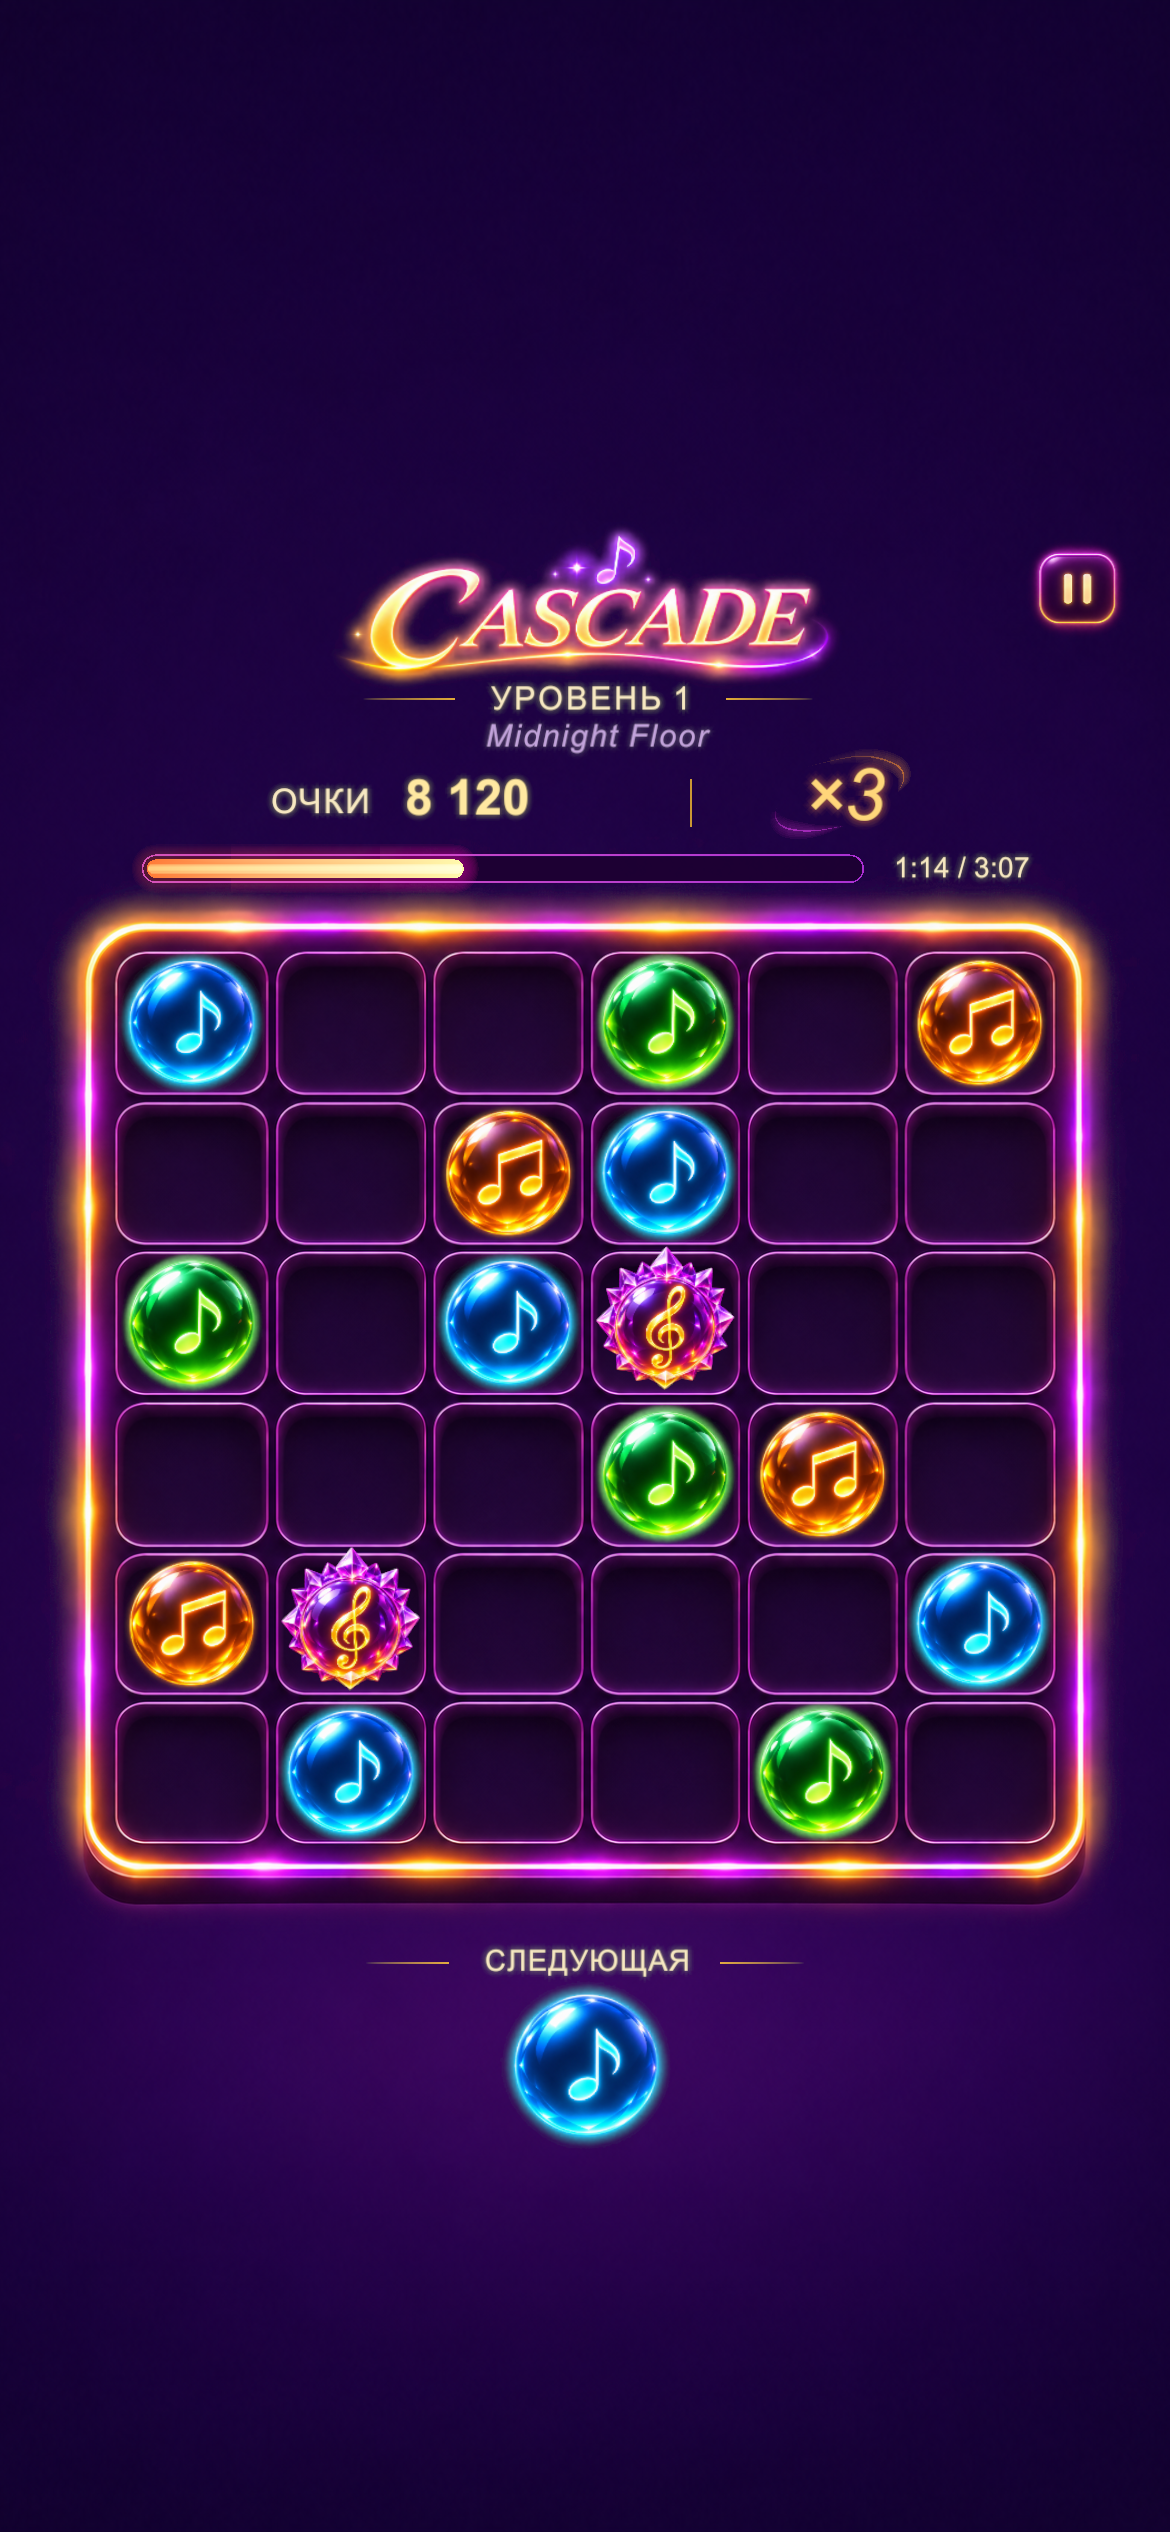 CASCADE
УРОВЕНЬ 1
Midnight Floor
ОЧКИ 8 120 ×3
1:14 / 3:07
СЛЕДУЮЩАЯ